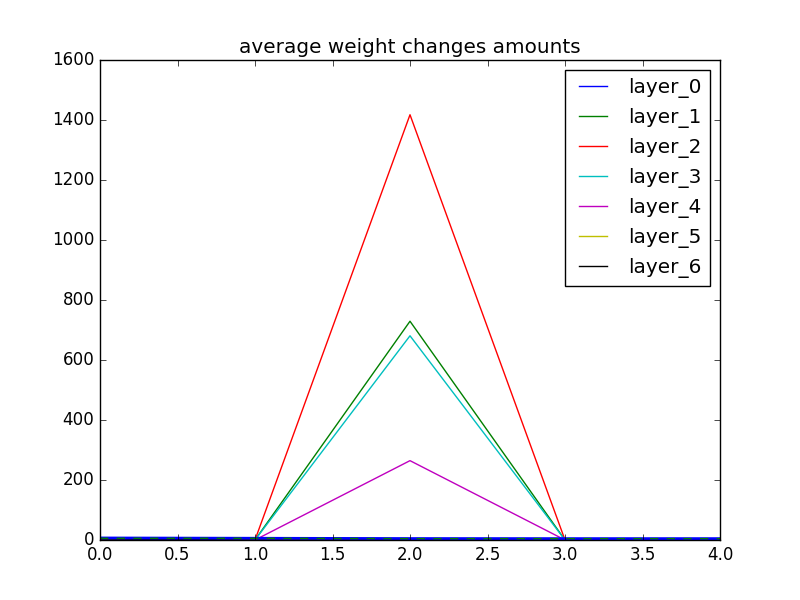 average weight changes amounts
1600
1400
1200
1000
800
600
400
200
0
0.0 0.5 1.0 1.5 2.0 2.5 3.0 3.5 4.0
layer_0
layer_1
layer_2
layer_3
layer_4
layer_5
layer_6